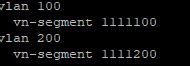 vlan 100
vn-segment 1111100
vlan 200
vn-segment 1111200